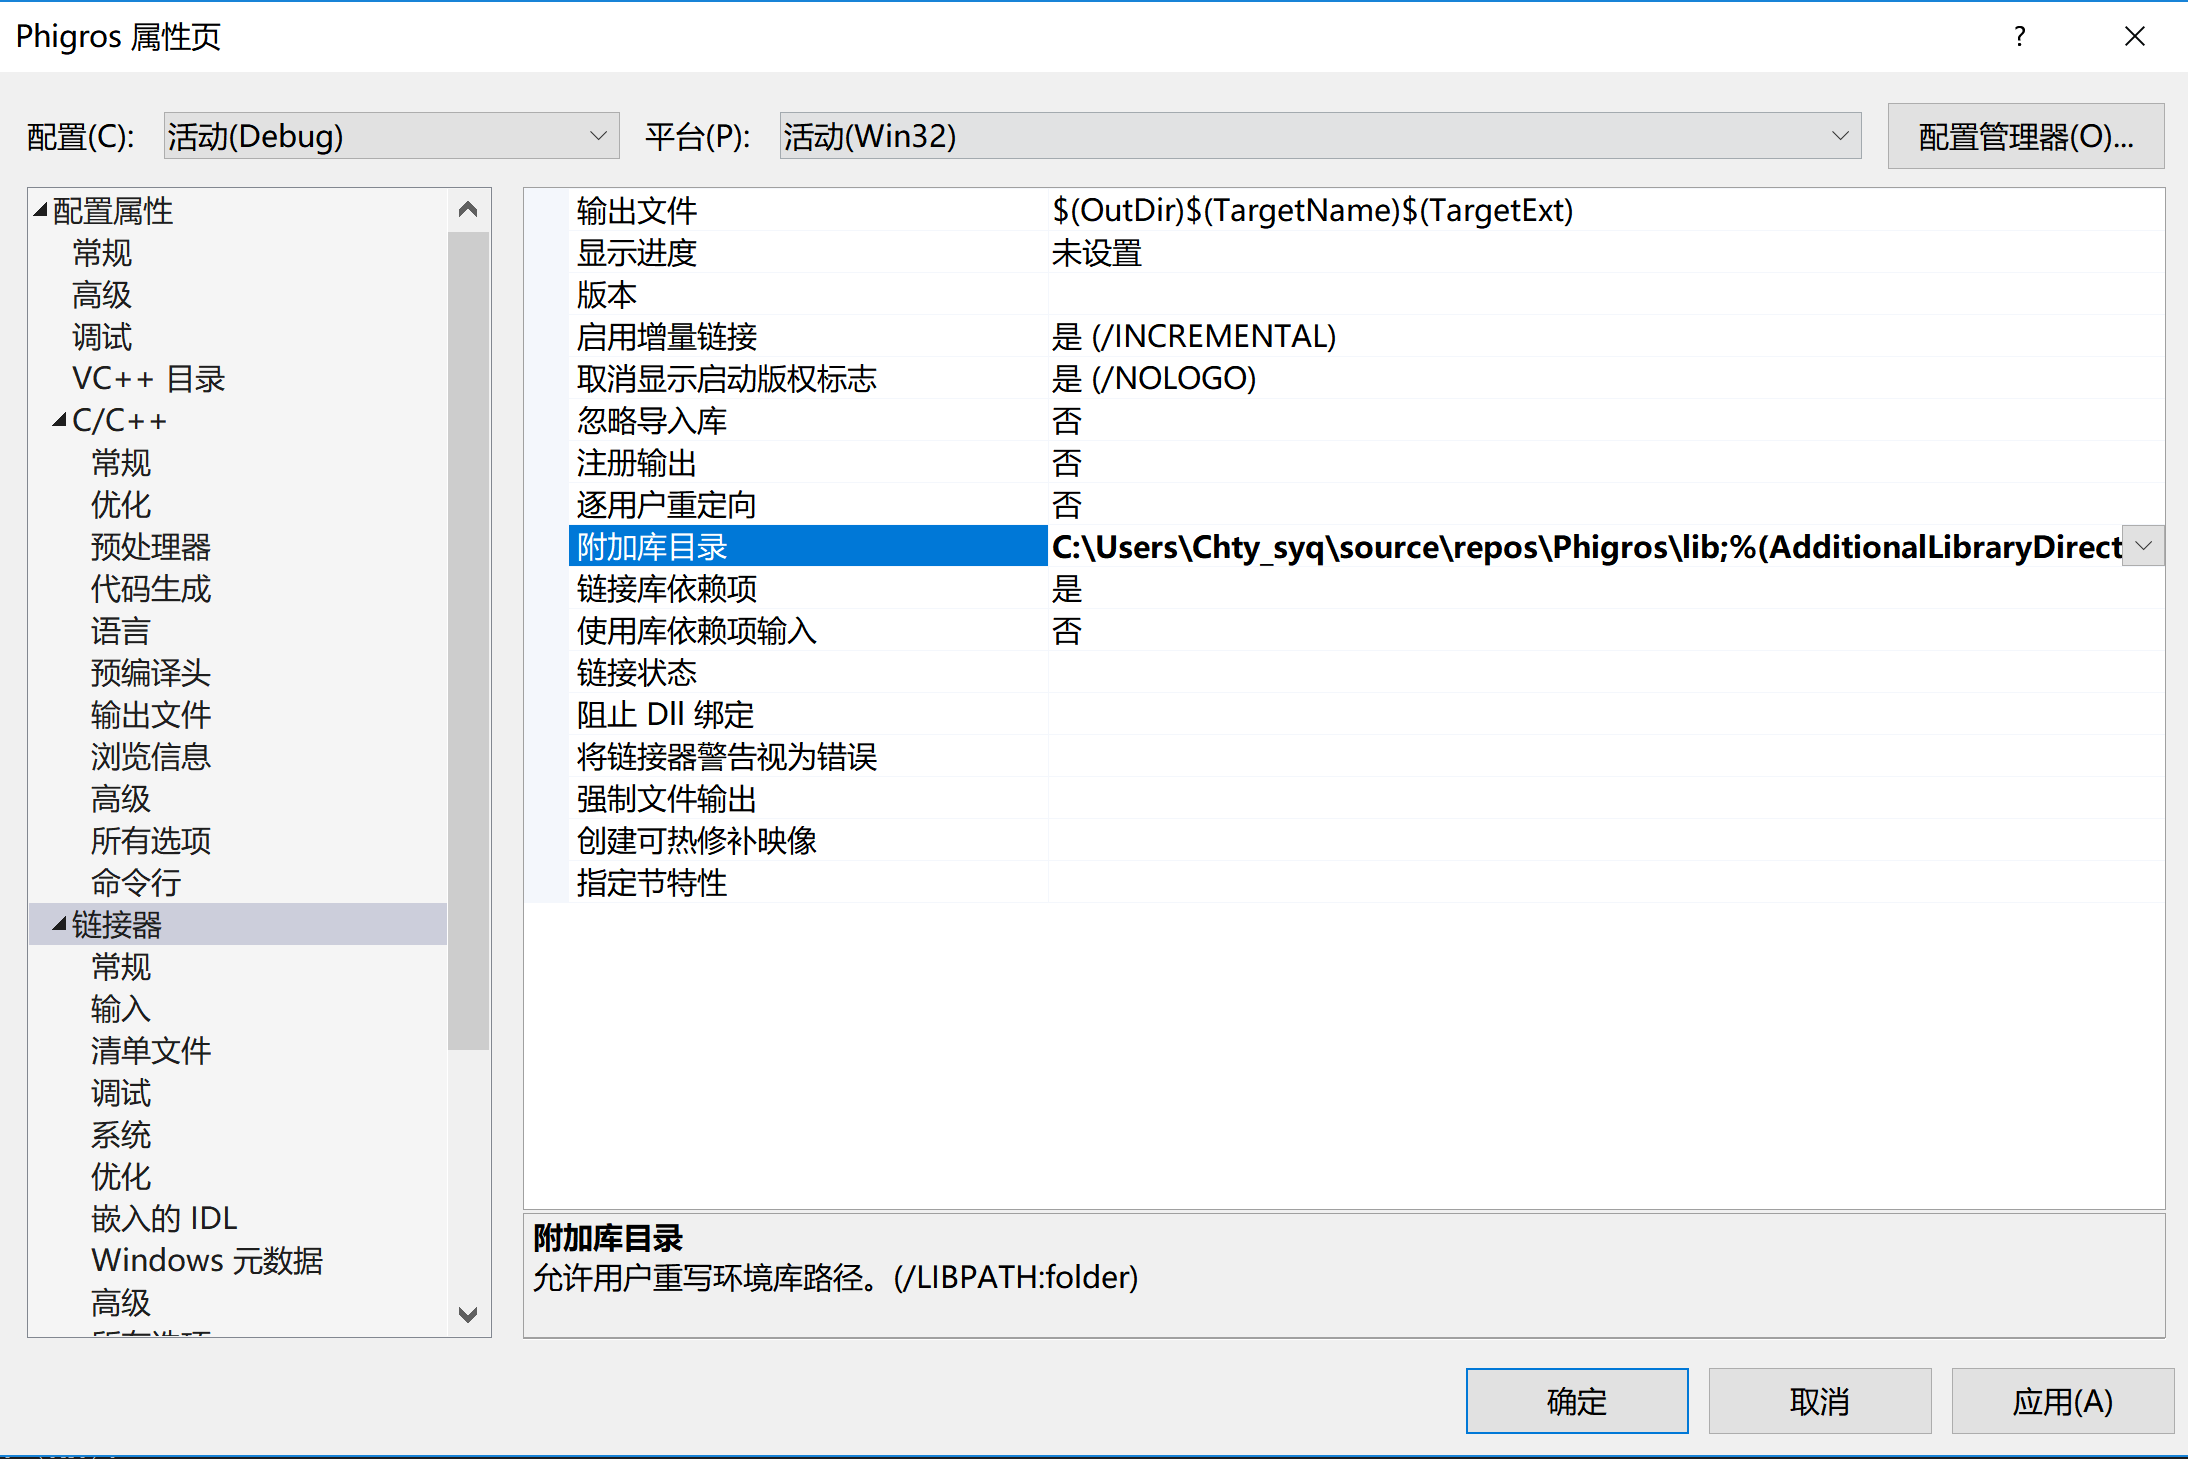 Phigros 属性页
?
配置(C):
活动(Debug)
平台(P):
活动(Win32)
配置管理器(O)...
配置属性
常规
高级
调试
VC++ 目录
C/C++
常规
优化
预处理器
代码生成
语言
预编译头
输出文件
浏览信息
高级
所有选项
命令行
链接器
常规
输入
清单文件
调试
系统
优化
嵌入的 IDL
Windows 元数据
高级
所有选项
输出文件 $(OutDir)$(TargetName)$(TargetExt)
显示进度 未设置
版本
启用增量链接 是 (/INCREMENTAL)
取消显示启动版权标志 是 (/NOLOGO)
忽略导入库 否
注册输出 否
逐用户重定向 否
附加库目录 C:\Users\Chty_syq\source\repos\Phigros\lib;%(AdditionalLibraryDirect
链接库依赖项 是
使用库依赖项输入 否
链接状态
阻止 Dll 绑定
将链接器警告视为错误
强制文件输出
创建可热修补映像
指定节特性
附加库目录
允许用户重写环境库路径。(/LIBPATH:folder)
确定
取消
应用(A)